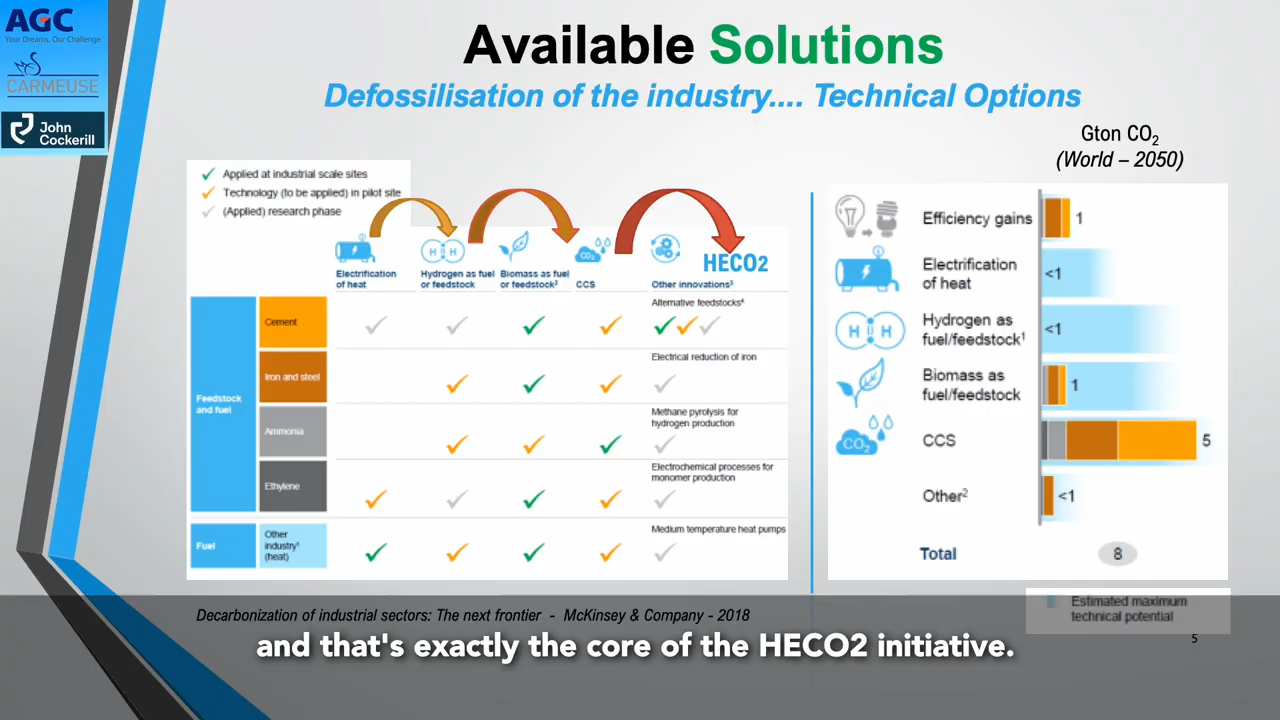 AGC
Your Dreams, Our Challenge
CARMEUSE
John
Cockerill
Available Solutions
Defossilisation of the industry.... Technical Options
Gton CO2
(World – 2050)
Applied at industrial scale sites
Technology (to be applied) in pilot site
(Applied) research phase
HECO2
Electrification
of heat
Hydrogen as fuel
or feedstock
Biomass as fuel
or feedstock2
CO2
CCS
Other innovations3
Feedstock
and fuel
Cement
Alternative feedstocks4
Iron and steel
Electrical reduction of iron
Ammonia
Methane pyrolysis for
hydrogen production
Ethylene
Electrochemical processes for
monomer production
Fuel
Other
industry1
(heat)
Medium temperature heat pumps
Efficiency gains
1
Electrification
of heat
<1
H H
Hydrogen as
fuel/feedstock1
<1
Biomass as
fuel/feedstock
1
CO2
CCS
5
Other2
<1
Total
8
Estimated maximum
technical potential
Decarbonization of industrial sectors: The next frontier - McKinsey & Company - 2018
5
and that's exactly the core of the HECO2 initiative.